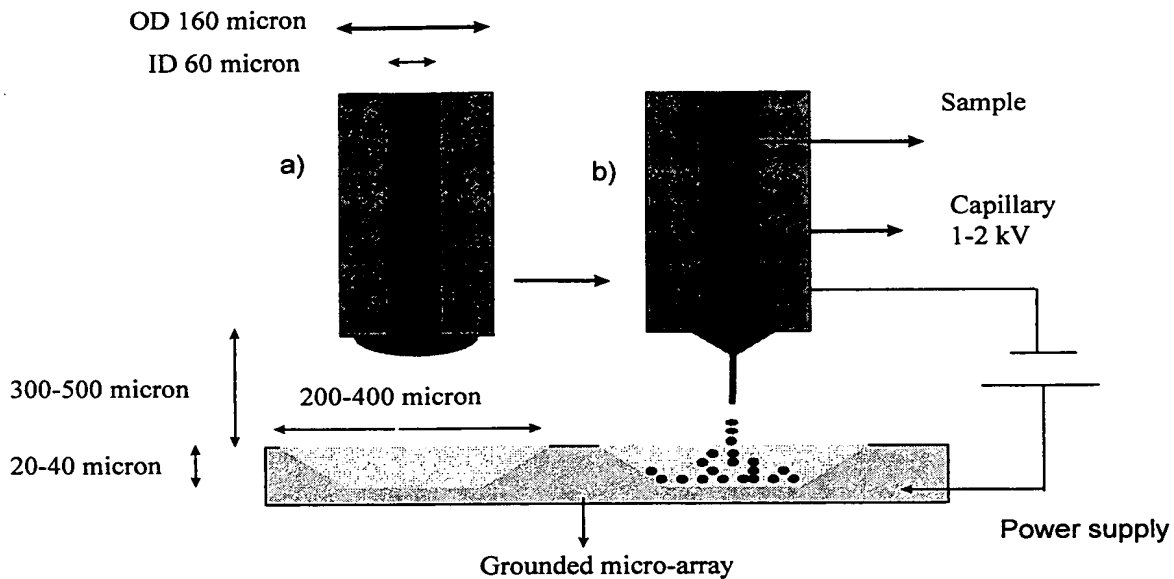 OD 160 micron
ID 60 micron
Sample
a)
b)
Capillary
1-2 kV
300-500 micron
200-400 micron
20-40 micron
Power supply
Grounded micro-array